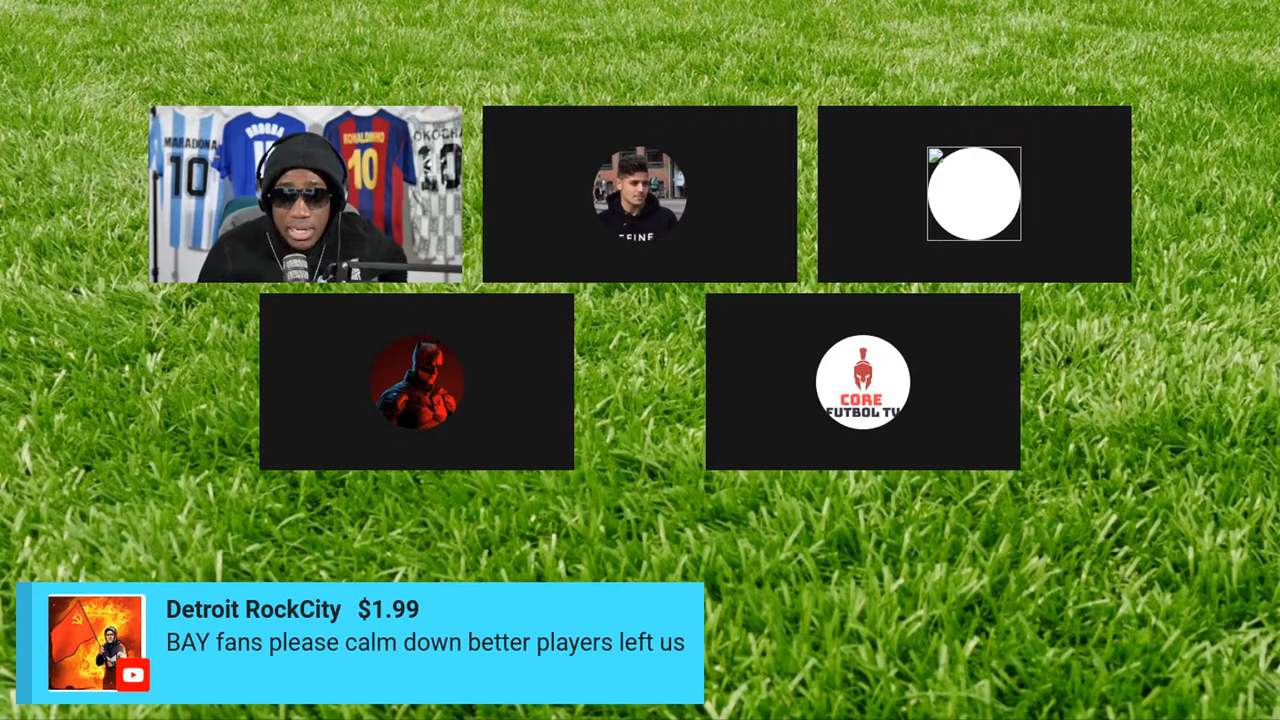 MARADONA
10
DROGBA
RONALDINHO
10
OKOCHA
10
CORE
FUTBOL TV
Detroit RockCity $1.99
BAY fans please calm down better players left us